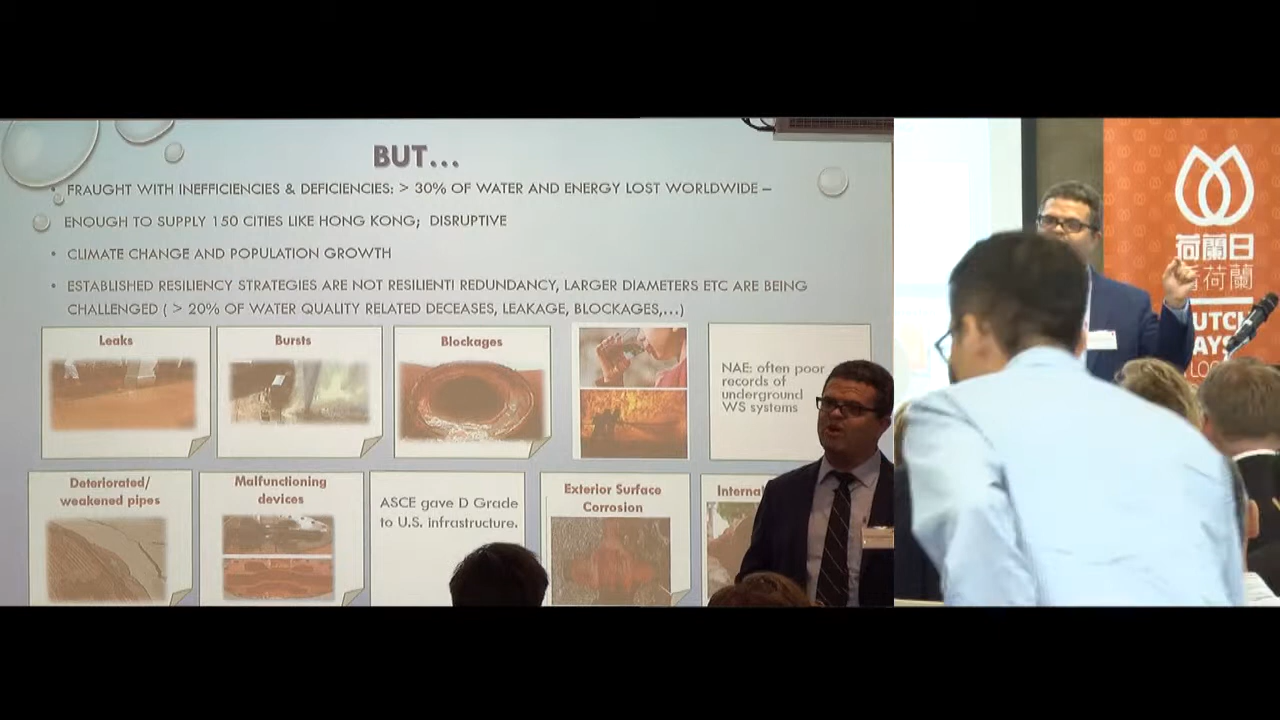 BUT...
FRAUGHT WITH INEFFICIENCIES & DEFICIENCIES: > 30% OF WATER AND ENERGY LOST WORLDWIDE –
ENOUGH TO SUPPLY 150 CITIES LIKE HONG KONG; DISRUPTIVE
CLIMATE CHANGE AND POPULATION GROWTH
ESTABLISHED RESILIENCY STRATEGIES ARE NOT RESILIENT! REDUNDANCY, LARGER DIAMETERS ETC ARE BEING
CHALLENGED ( > 20% OF WATER QUALITY RELATED DECEASES, LEAKAGE, BLOCKAGES,...)
Leaks
Bursts
Blockages
NAE: often poor
records of
underground
WS systems
Deteriorated/
weakened pipes
Malfunctioning
devices
ASCE gave D Grade
to U.S. infrastructure.
Exterior Surface
Corrosion
Internal
荷蘭日
荷蘭